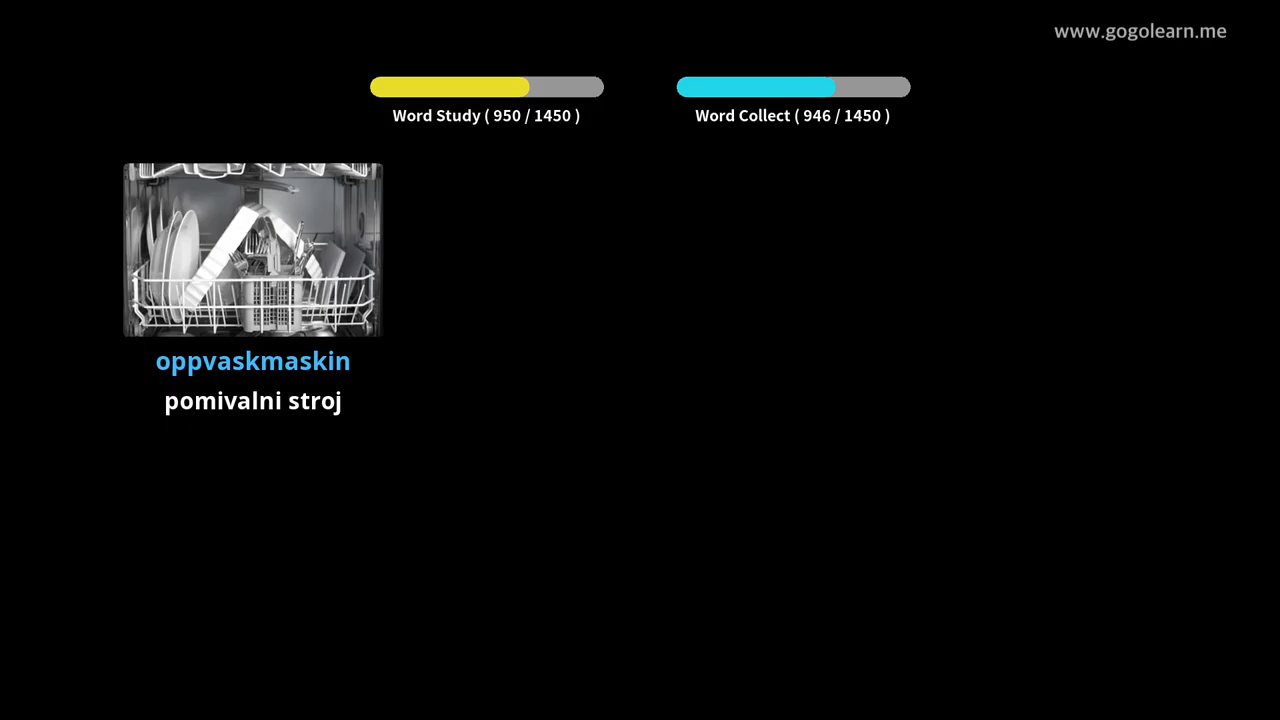 www.gogolearn.me
Word Study ( 950 / 1450 )
Word Collect ( 946 / 1450 )
oppvaskmaskin
pomivalni stroj